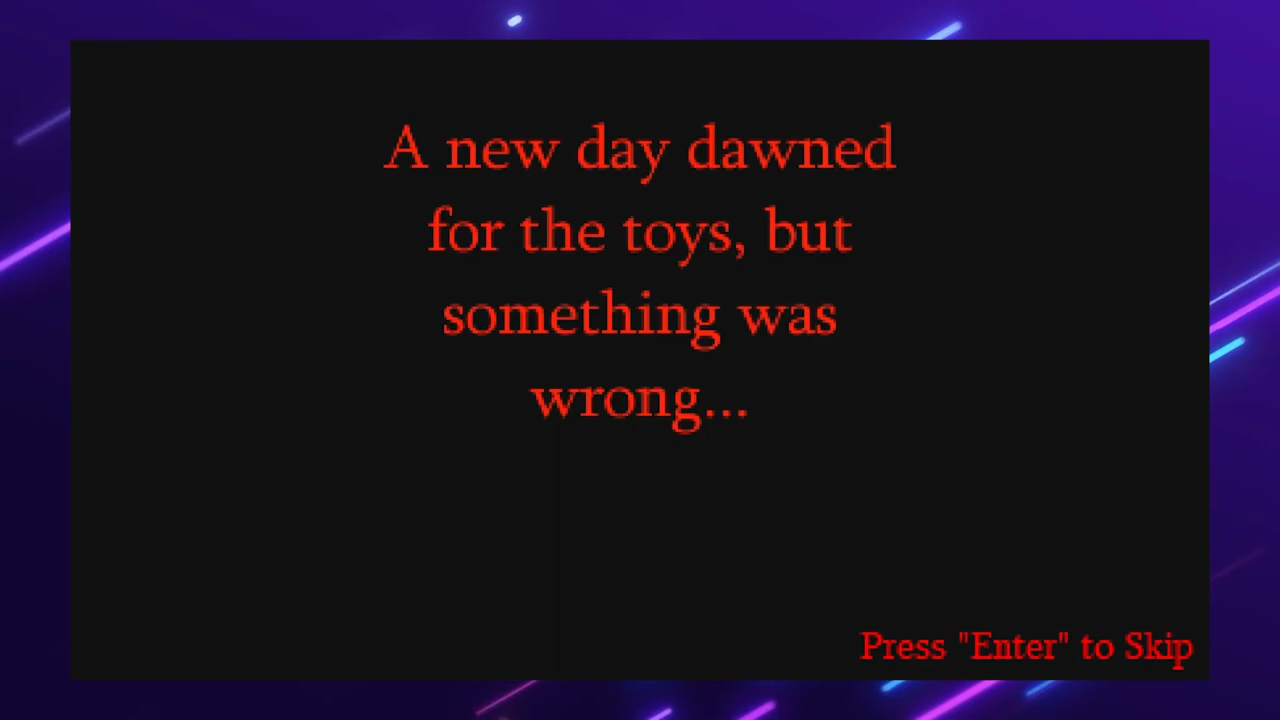 A new day dawned
for the toys, but
something was
wrong...
Press "Enter" to Skip